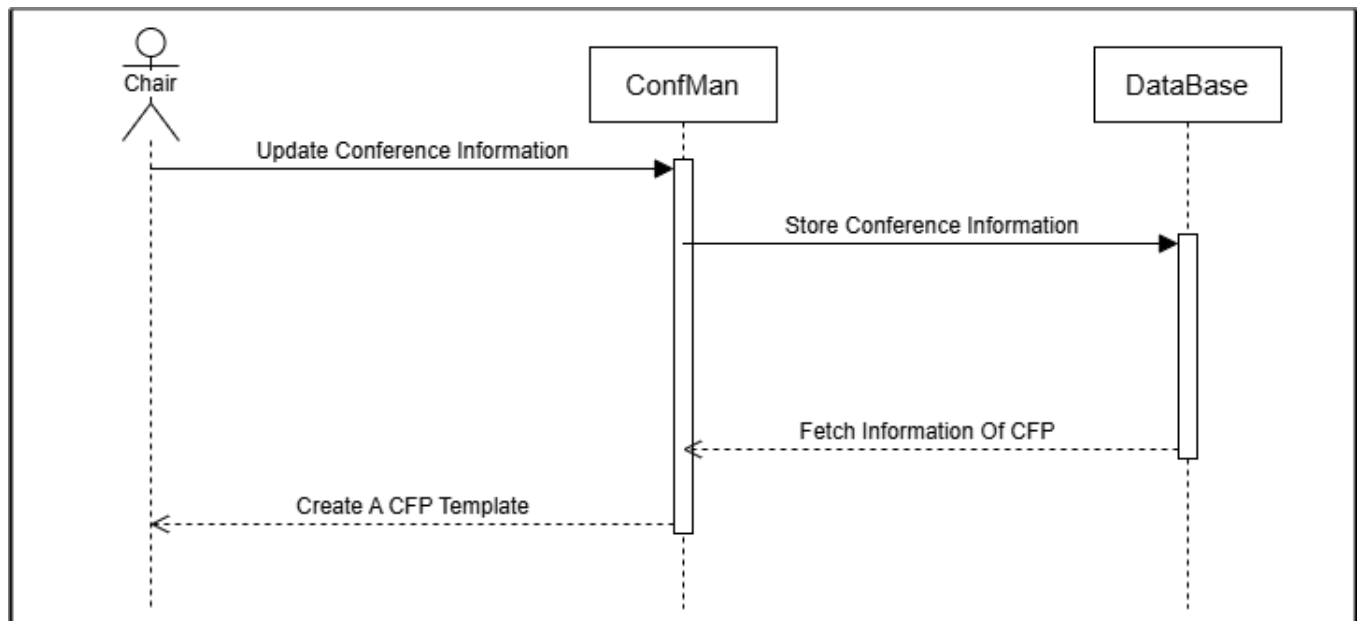 Chair
ConfMan
DataBase
Update Conference Information
Store Conference Information
Fetch Information Of CFP
Create A CFP Template